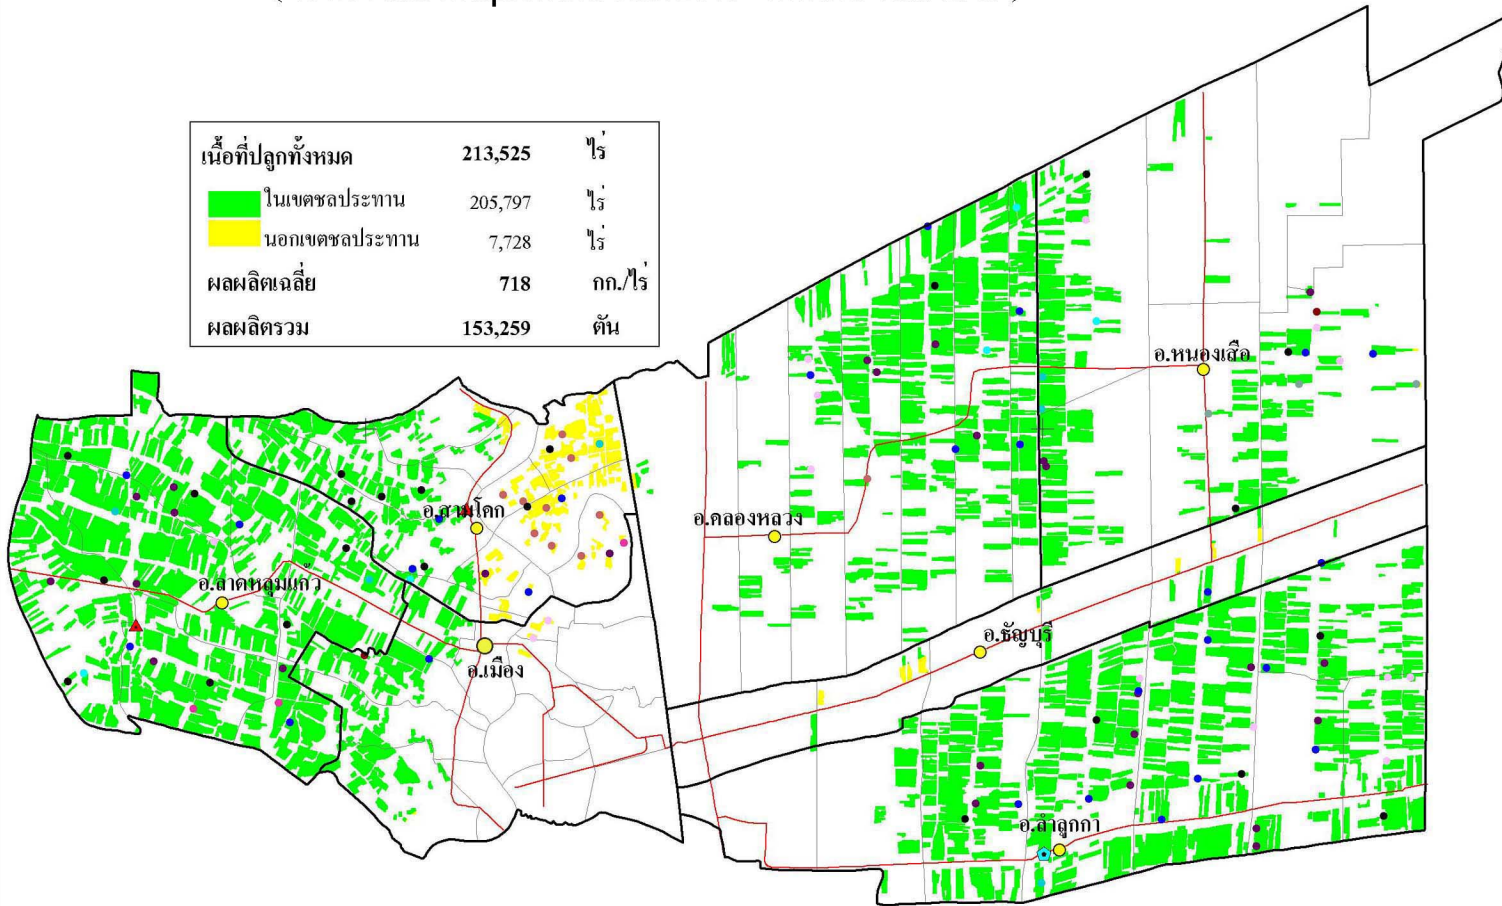 เนื้อที่ปลูกทั้งหมด 213,525 ไร่
ในเขตชลประทาน 205,797 ไร่
นอกเขตชลประทาน 7,728 ไร่
ผลผลิตเฉลี่ย 718 กก./ไร่
ผลผลิตรวม 153,259 ตัน
อ.หนองเสือ
อ.สามโคก
อ.คลองหลวง
อ.ลาดหลุมแก้ว
อ.ธัญบุรี
อ.เมือง
อ.ลำลูกกา